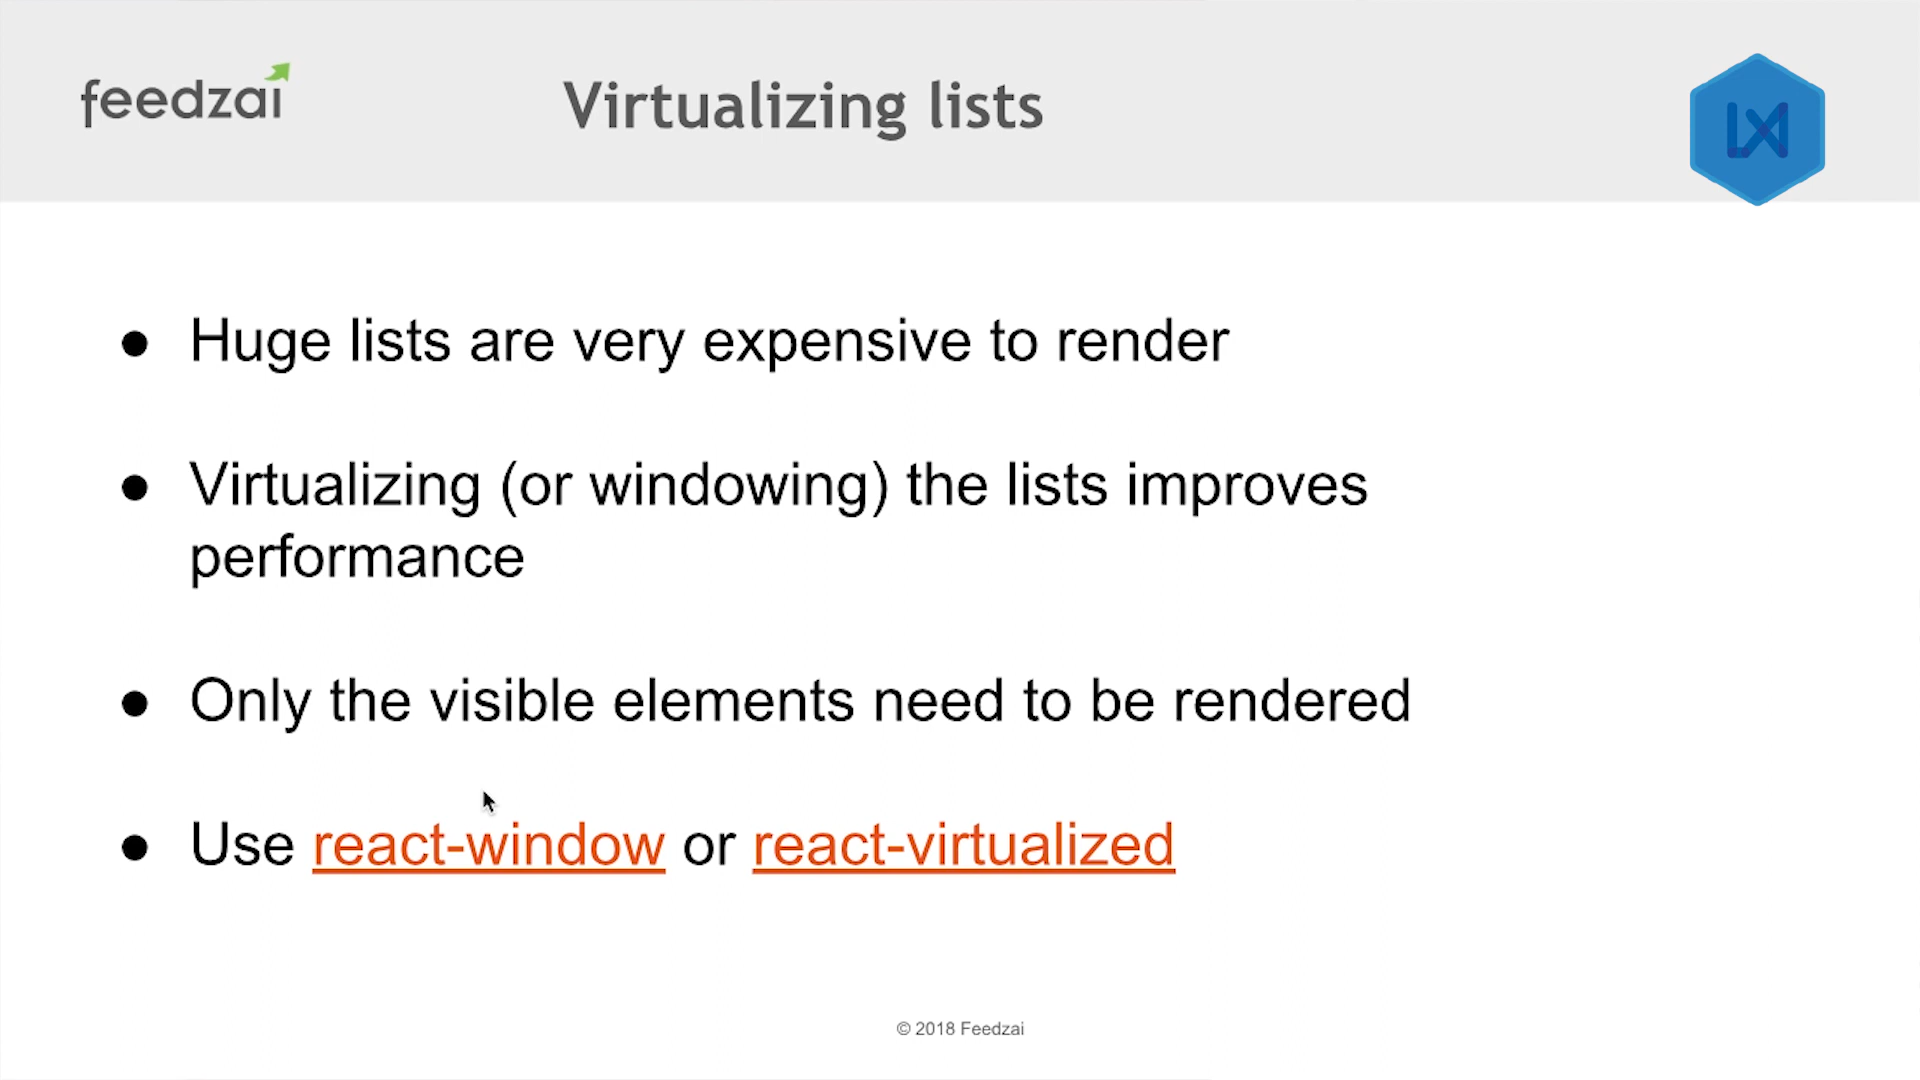 feedzai
Virtualizing lists
LX
● Huge lists are very expensive to render
● Virtualizing (or windowing) the lists improves
performance
● Only the visible elements need to be rendered
● Use react-window or react-virtualized
© 2018 Feedzai